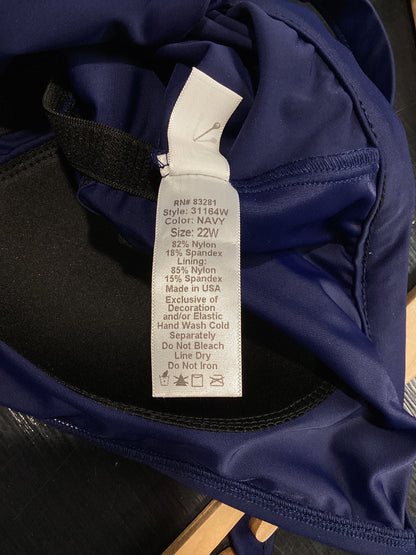 RN# 83281
Style: 31164W
Color: NAVY
Size: 22W
82% Nylon
18% Spandex
Lining:
85% Nylon
15% Spandex
Made in USA
Exclusive of
Decoration
and/or Elastic
Hand Wash Cold
Separately
Do Not Bleach
Line Dry
Do Not Iron